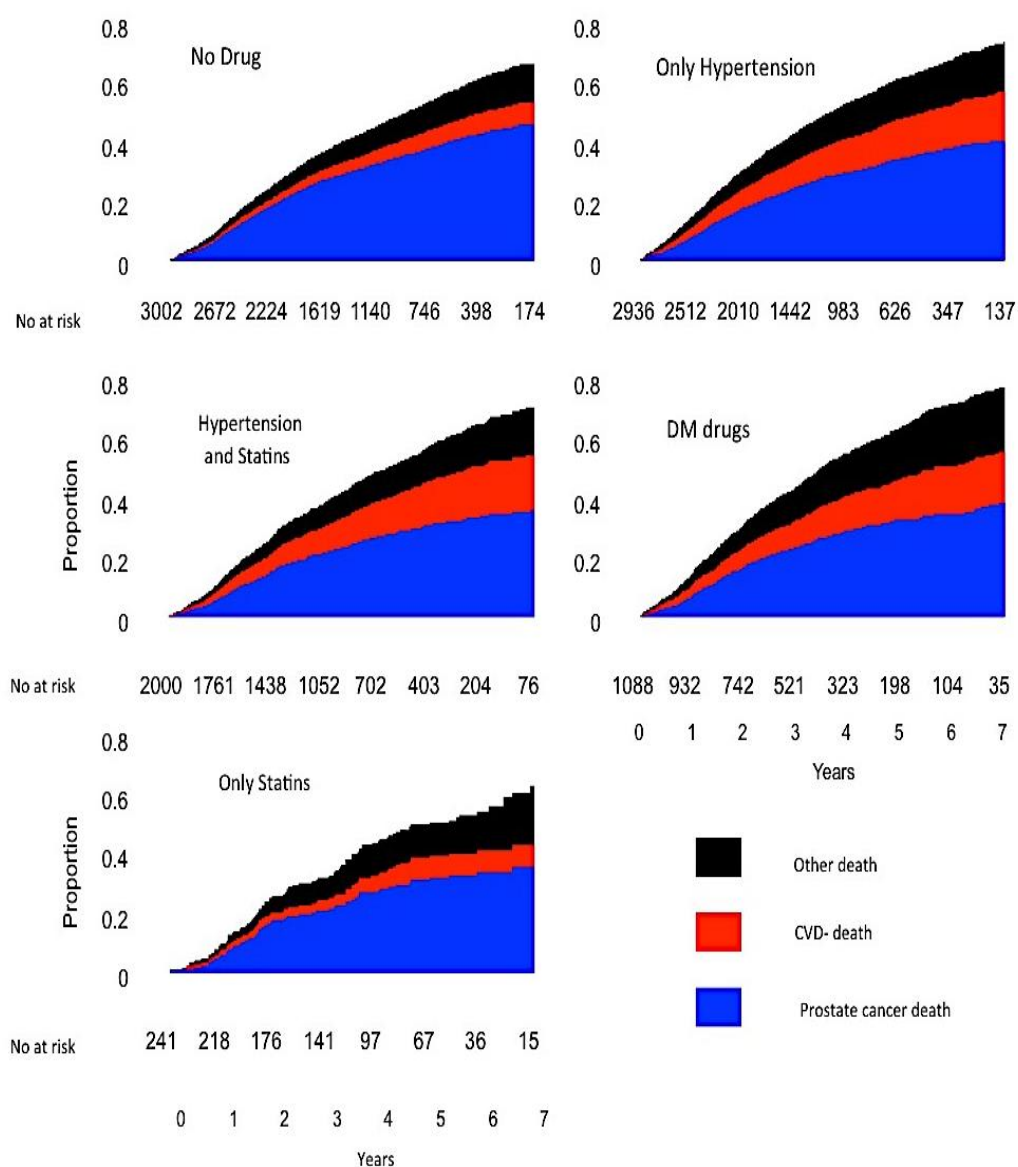 0.8
0.6
0.4
0.2
0
No Drug
No at risk
3002 2672 2224 1619 1140 746 398 174
0.8
0.6
0.4
0.2
0
Only Hypertension
2936 2512 2010 1442 983 626 347 137
Proportion
0.8
0.6
0.4
0.2
0
Hypertension
and Statins
No at risk
2000 1761 1438 1052 702 403 204 76
0.8
0.6
0.4
0.2
0
DM drugs
1088 932 742 521 323 198 104 35
0 1 2 3 4 5 6 7
Years
Proportion
0.8
0.6
0.4
0.2
0
Only Statins
No at risk
241 218 176 141 97 67 36 15
0 1 2 3 4 5 6 7
Years
Other death
CVD- death
Prostate cancer death